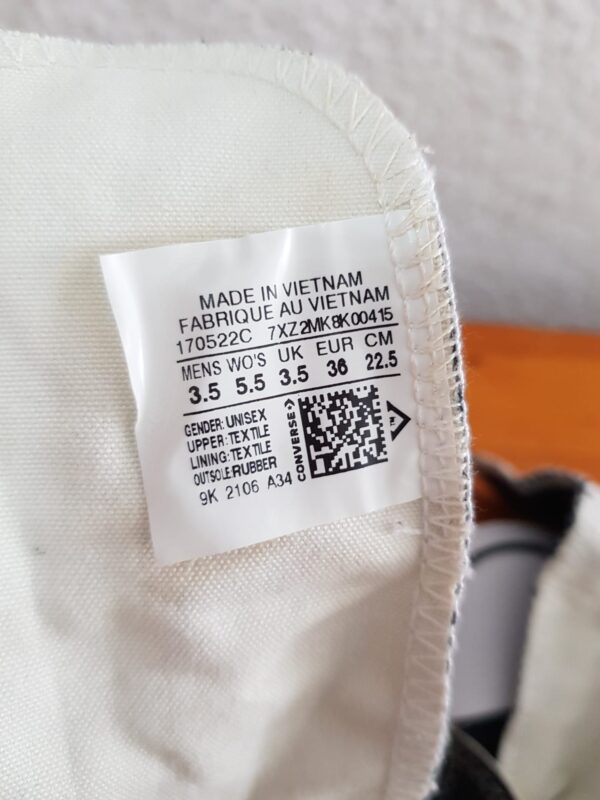 MADE IN VIETNAM
FABRIQUE AU VIETNAM
170522C 7XZ2MK8K00415
MENS WO'S UK EUR CM
3.5 5.5 3.5 36 22.5
GENDER: UNISEX
UPPER: TEXTILE
LINING: TEXTILE
OUTSOLE: RUBBER
9K 2106 A34
CONVERSE
TM